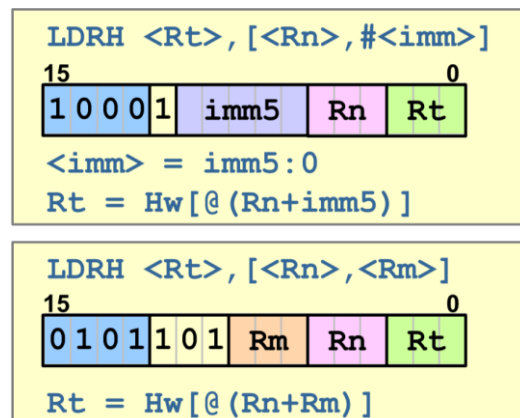 LDRH <Rt>,[<Rn>,#<imm>]
15 0
1 0 0 0 1 imm5 Rn Rt
<imm> = imm5:0
Rt = Hw[@(Rn+imm5)]
LDRH <Rt>,[<Rn>,<Rm>]
15 0
0 1 0 1 1 0 1 Rm Rn Rt
Rt = Hw[@(Rn+Rm)]